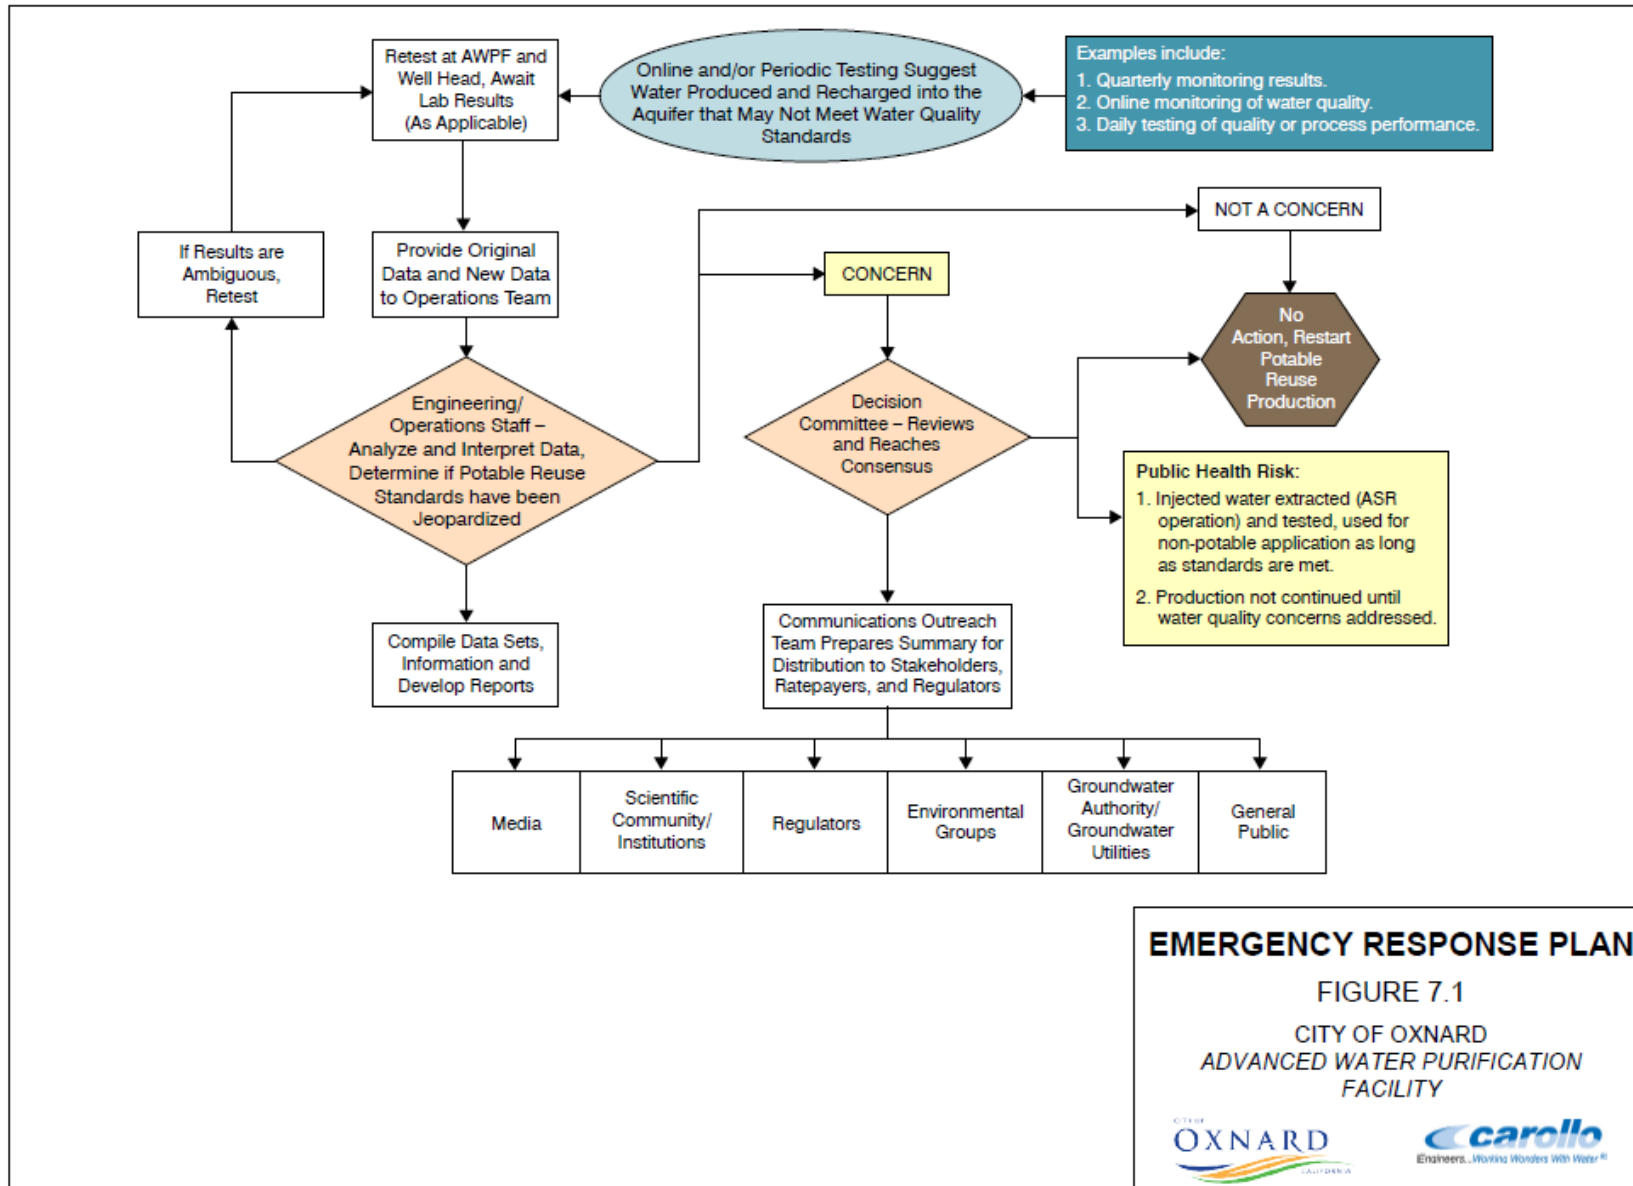 Retest at AWPF and
Well Head, Await
Lab Results
(As Applicable)
Online and/or Periodic Testing Suggest
Water Produced and Recharged into the
Aquifer that May Not Meet Water Quality
Standards
Examples include:
1. Quarterly monitoring results.
2. Online monitoring of water quality.
3. Daily testing of quality or process performance.
NOT A CONCERN
If Results are
Ambiguous,
Retest
Provide Original
Data and New Data
to Operations Team
CONCERN
No
Action, Restart
Potable
Reuse
Production
Engineering/
Operations Staff –
Analyze and Interpret Data,
Determine if Potable Reuse
Standards have been
Jeopardized
Decision
Committee – Reviews
and Reaches
Consensus
Public Health Risk:
1. Injected water extracted (ASR
operation) and tested, used for
non-potable application as long
as standards are met.
2. Production not continued until
water quality concerns addressed.
Compile Data Sets,
Information and
Develop Reports
Communications Outreach
Team Prepares Summary for
Distribution to Stakeholders,
Ratepayers, and Regulators
Media
Scientific
Community/
Institutions
Regulators
Environmental
Groups
Groundwater
Authority/
Groundwater
Utilities
General
Public
EMERGENCY RESPONSE PLAN
FIGURE 7.1
CITY OF OXNARD
ADVANCED WATER PURIFICATION
FACILITY
CITY OF
OXNARD
CALIFORNIA
carollo
Engineers...Working Wonders With Water